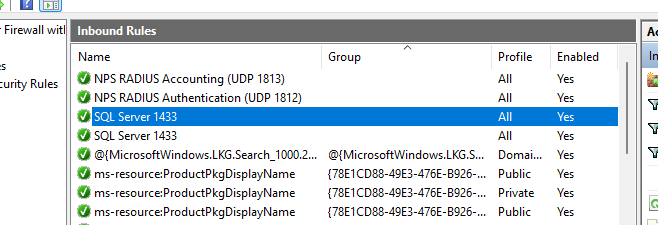 r Firewall with
es
curity Rules
Inbound Rules
Name Group Profile Enabled
NPS RADIUS Accounting (UDP 1813) All Yes
NPS RADIUS Authentication (UDP 1812) All Yes
SQL Server 1433 All Yes
SQL Server 1433 All Yes
@{MicrosoftWindows.LKG.Search_1000.2... @{MicrosoftWindows.LKG.S... Domai... Yes
ms-resource:ProductPkgDisplayName {78E1CD88-49E3-476E-B926-... Public Yes
ms-resource:ProductPkgDisplayName {78E1CD88-49E3-476E-B926-... Private Yes
ms-resource:ProductPkgDisplayName {78E1CD88-49E3-476E-B926-... Public Yes
Ac
In